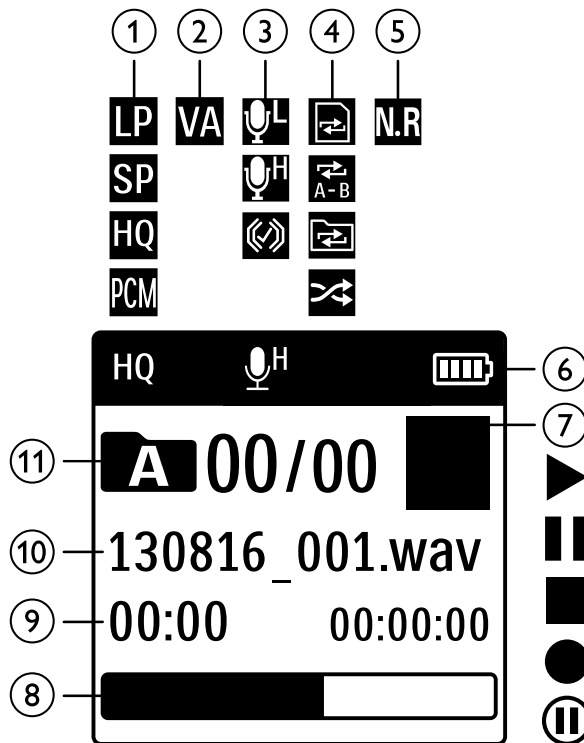 1 2 3 4 5
LP VA L N.R
SP H A-B
HQ
PCM
HQ H 6
7
11 A 00/00
10 130816_001.wav
9 00:00 00:00:00
8